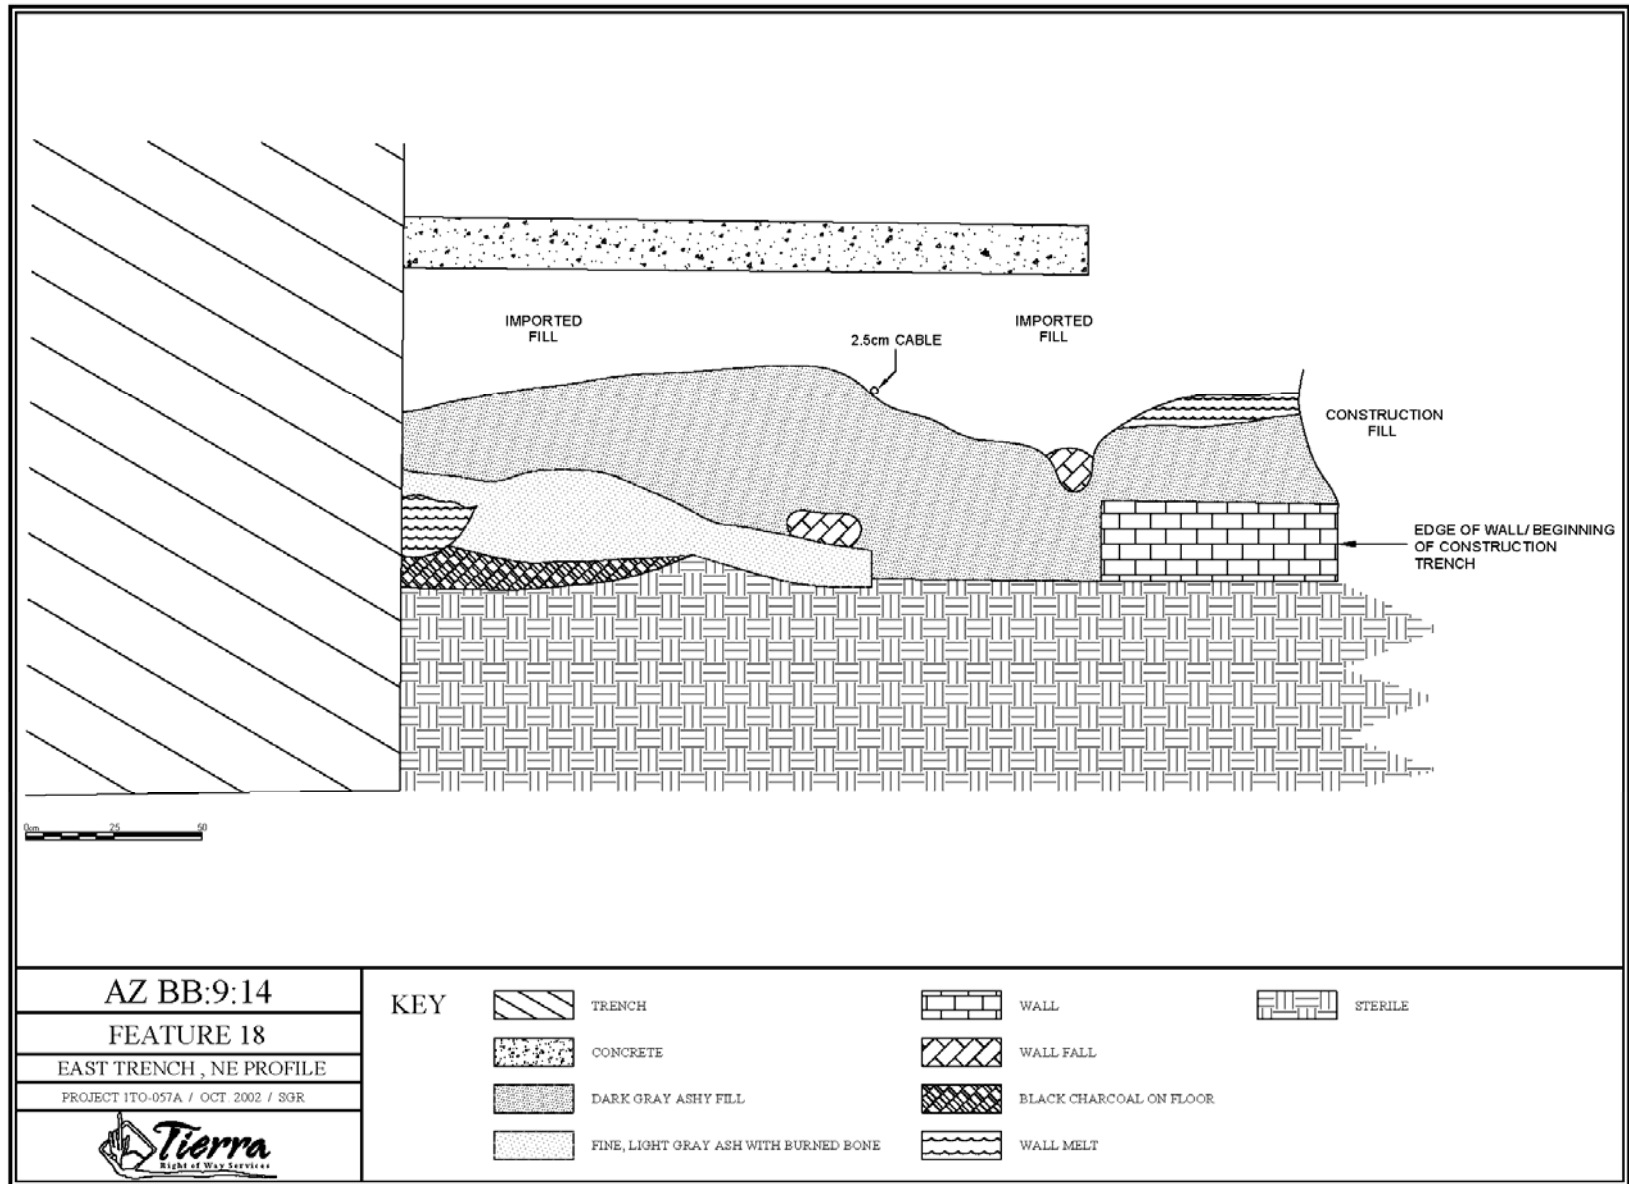 IMPORTED
FILL
IMPORTED
FILL
2.5cm CABLE
CONSTRUCTION
FILL
EDGE OF WALL/ BEGINNING
OF CONSTRUCTION
TRENCH
0cm 25 50
AZ BB:9:14
FEATURE 18
EAST TRENCH , NE PROFILE
PROJECT 1TO-057A / OCT. 2002 / SGR
Tierra
Right of Way Services
KEY
TRENCH
CONCRETE
DARK GRAY ASHY FILL
FINE, LIGHT GRAY ASH WITH BURNED BONE
WALL
WALL FALL
BLACK CHARCOAL ON FLOOR
WALL MELT
STERILE